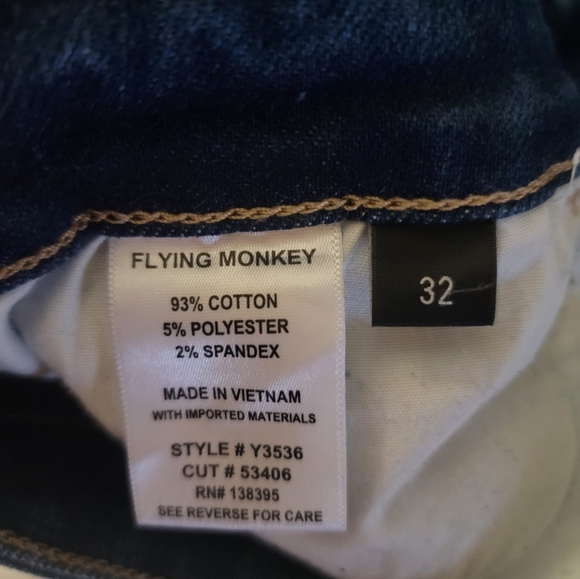 FLYING MONKEY
93% COTTON
5% POLYESTER
2% SPANDEX
MADE IN VIETNAM
WITH IMPORTED MATERIALS
STYLE # Y3536
CUT # 53406
RN# 138395
SEE REVERSE FOR CARE
32